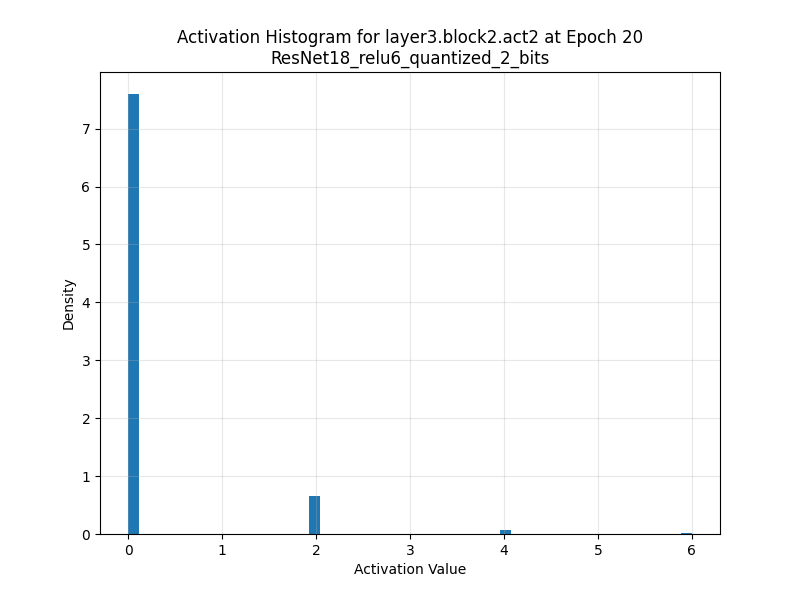 Activation Histogram for layer3.block2.act2 at Epoch 20
ResNet18_relu6_quantized_2_bits
7
6
5
4
3
2
1
0
Density
0 1 2 3 4 5 6
Activation Value